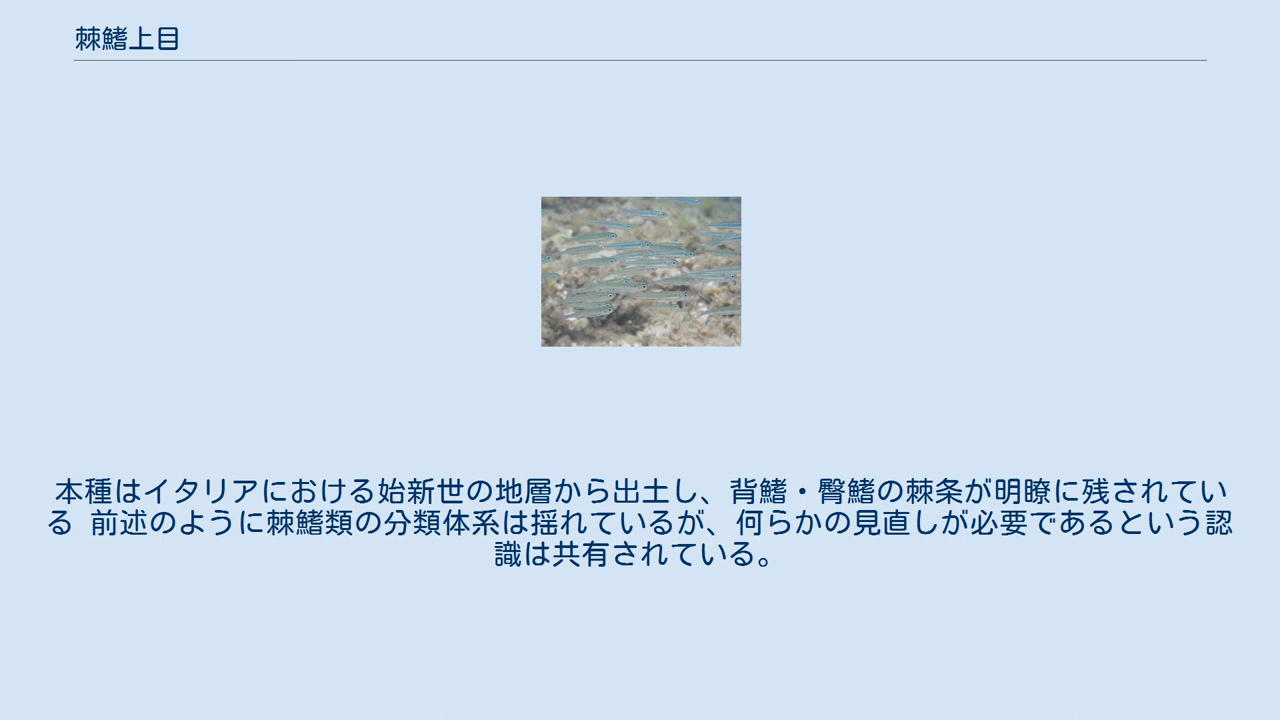 棘鰭上目
本種はイタリアにおける始新世の地層から出土し、背鰭・臀鰭の棘条が明瞭に残されてい
る 前述のように棘鰭類の分類体系は揺れているが、何らかの見直しが必要であるという認
識は共有されている。